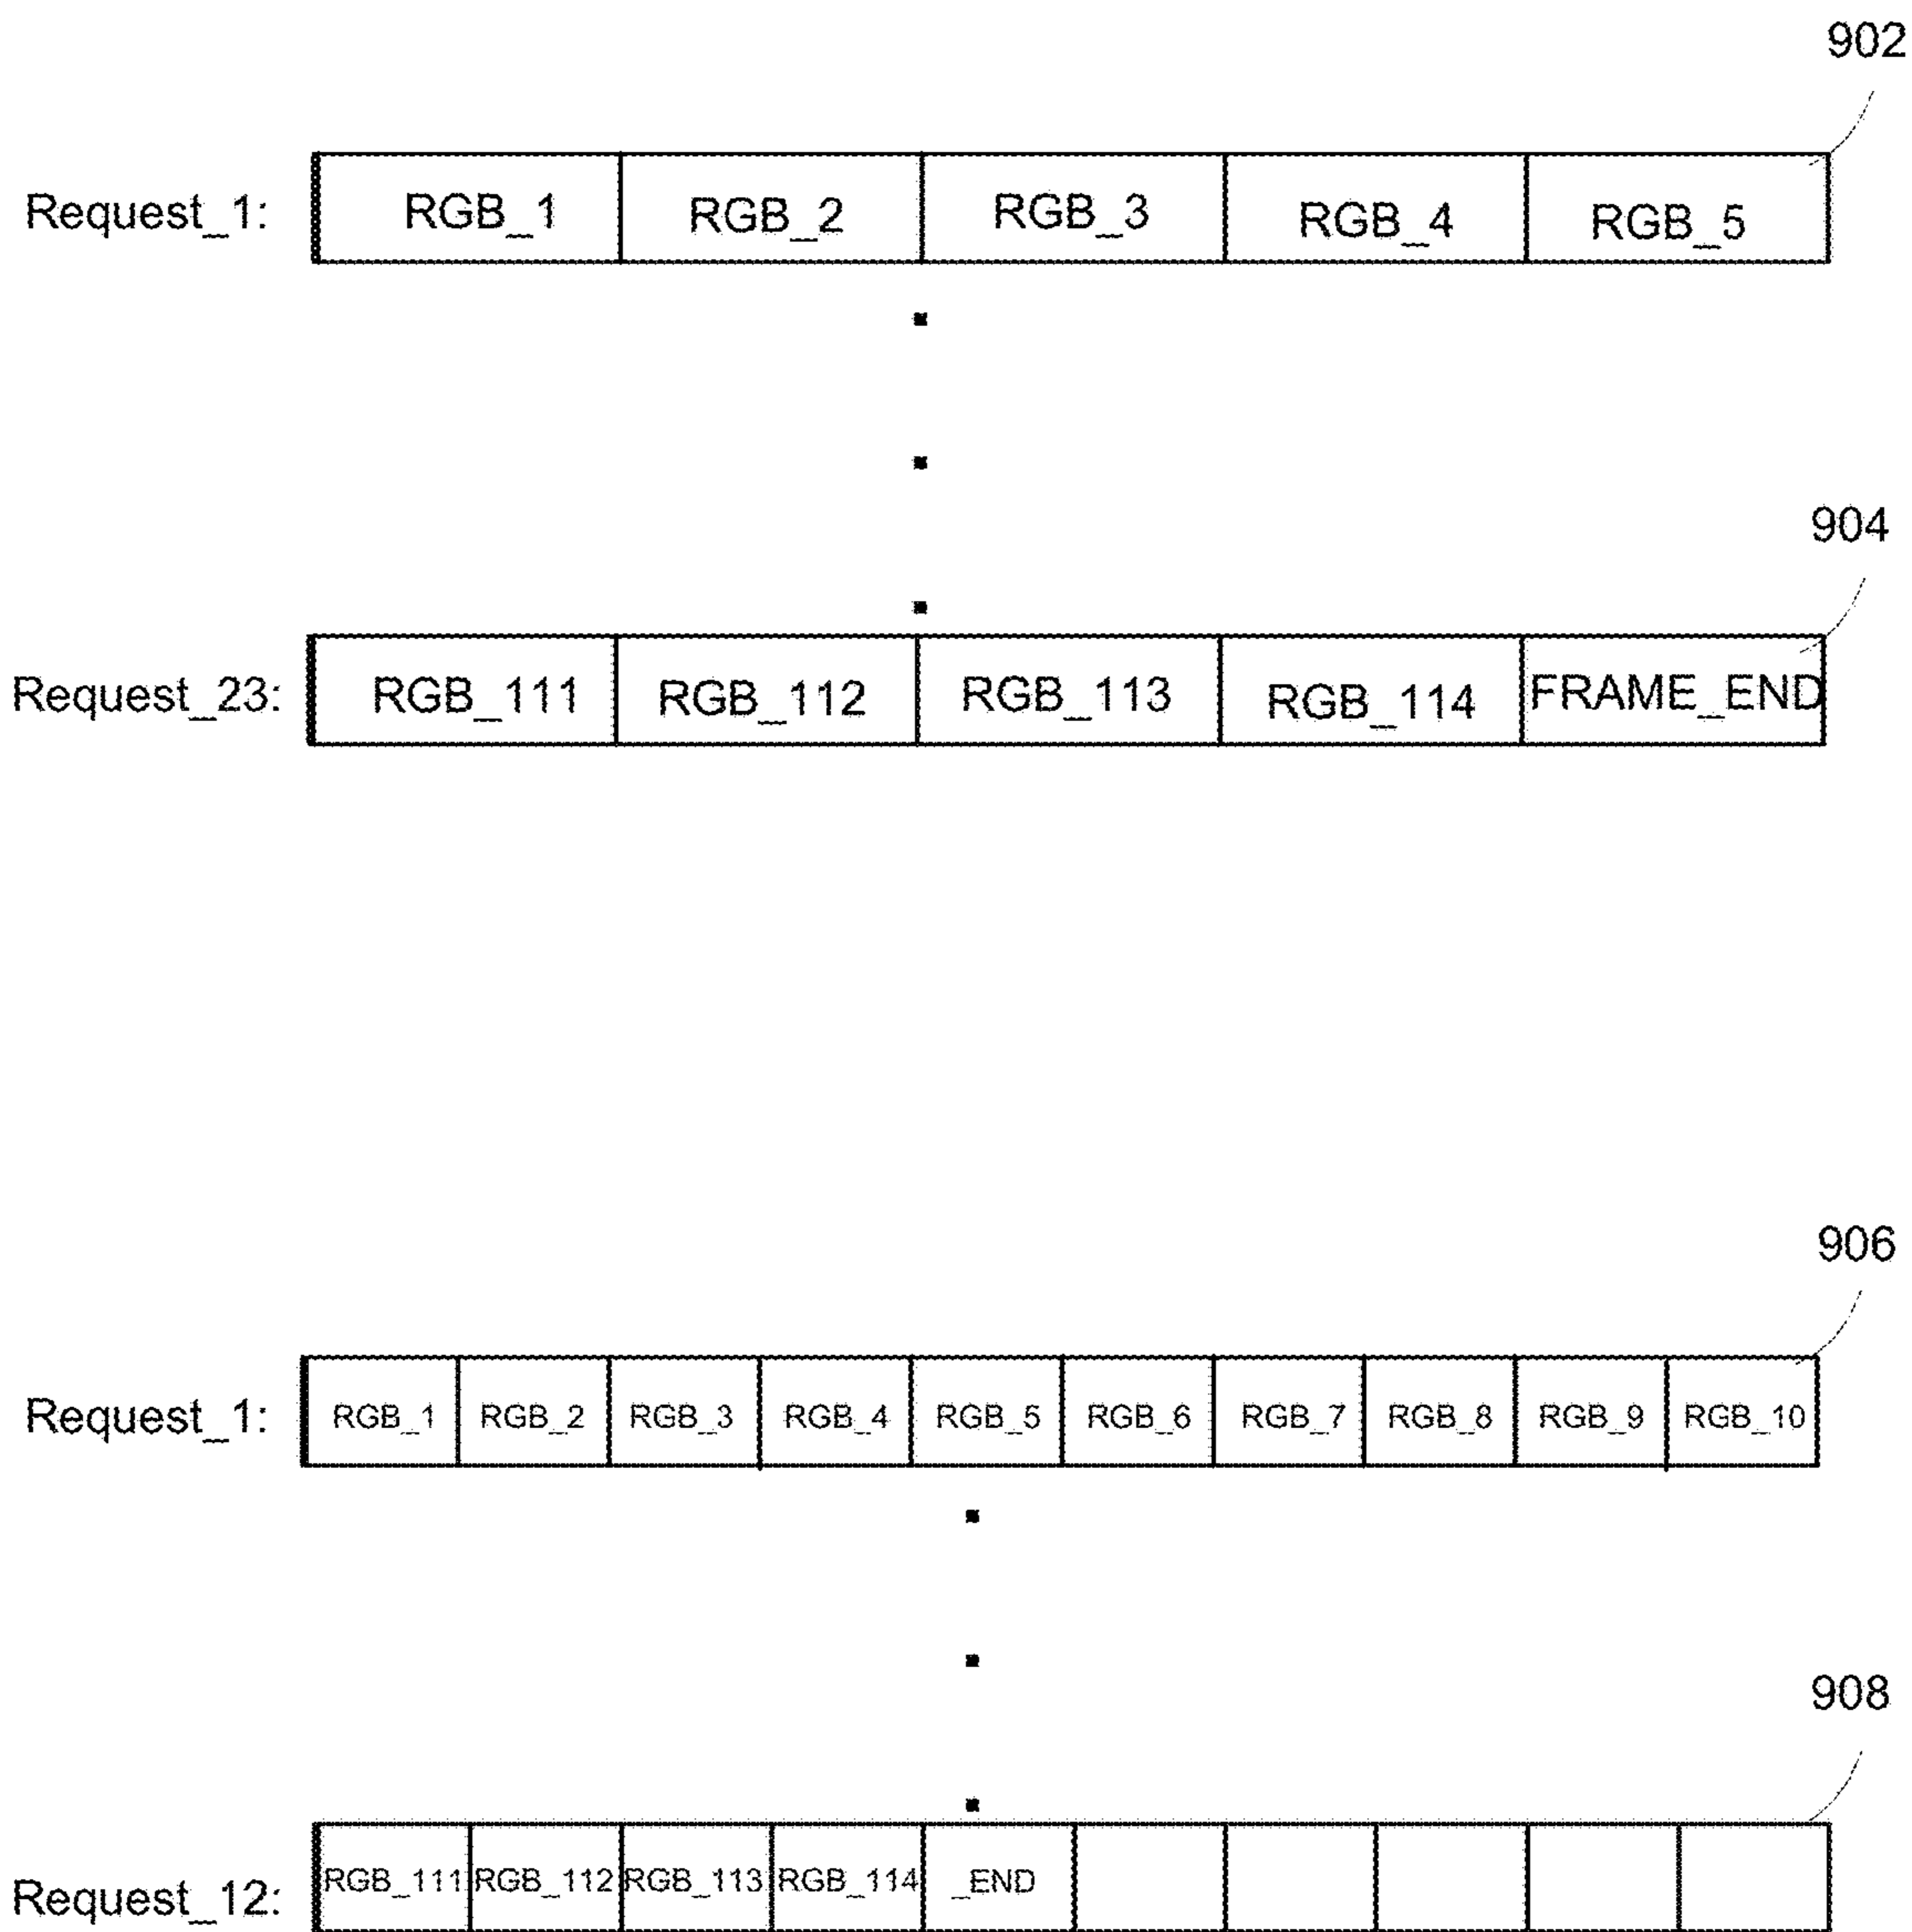 902
Request_1: RGB_1 RGB_2 RGB_3 RGB_4 RGB_5
904
Request_23: RGB_111 RGB_112 RGB_113 RGB_114 FRAME_END
906
Request_1: RGB_1 RGB_2 RGB_3 RGB_4 RGB_5 RGB_6 RGB_7 RGB_8 RGB_9 RGB_10
908
Request_12: RGB_111 RGB_112 RGB_113 RGB_114 _END